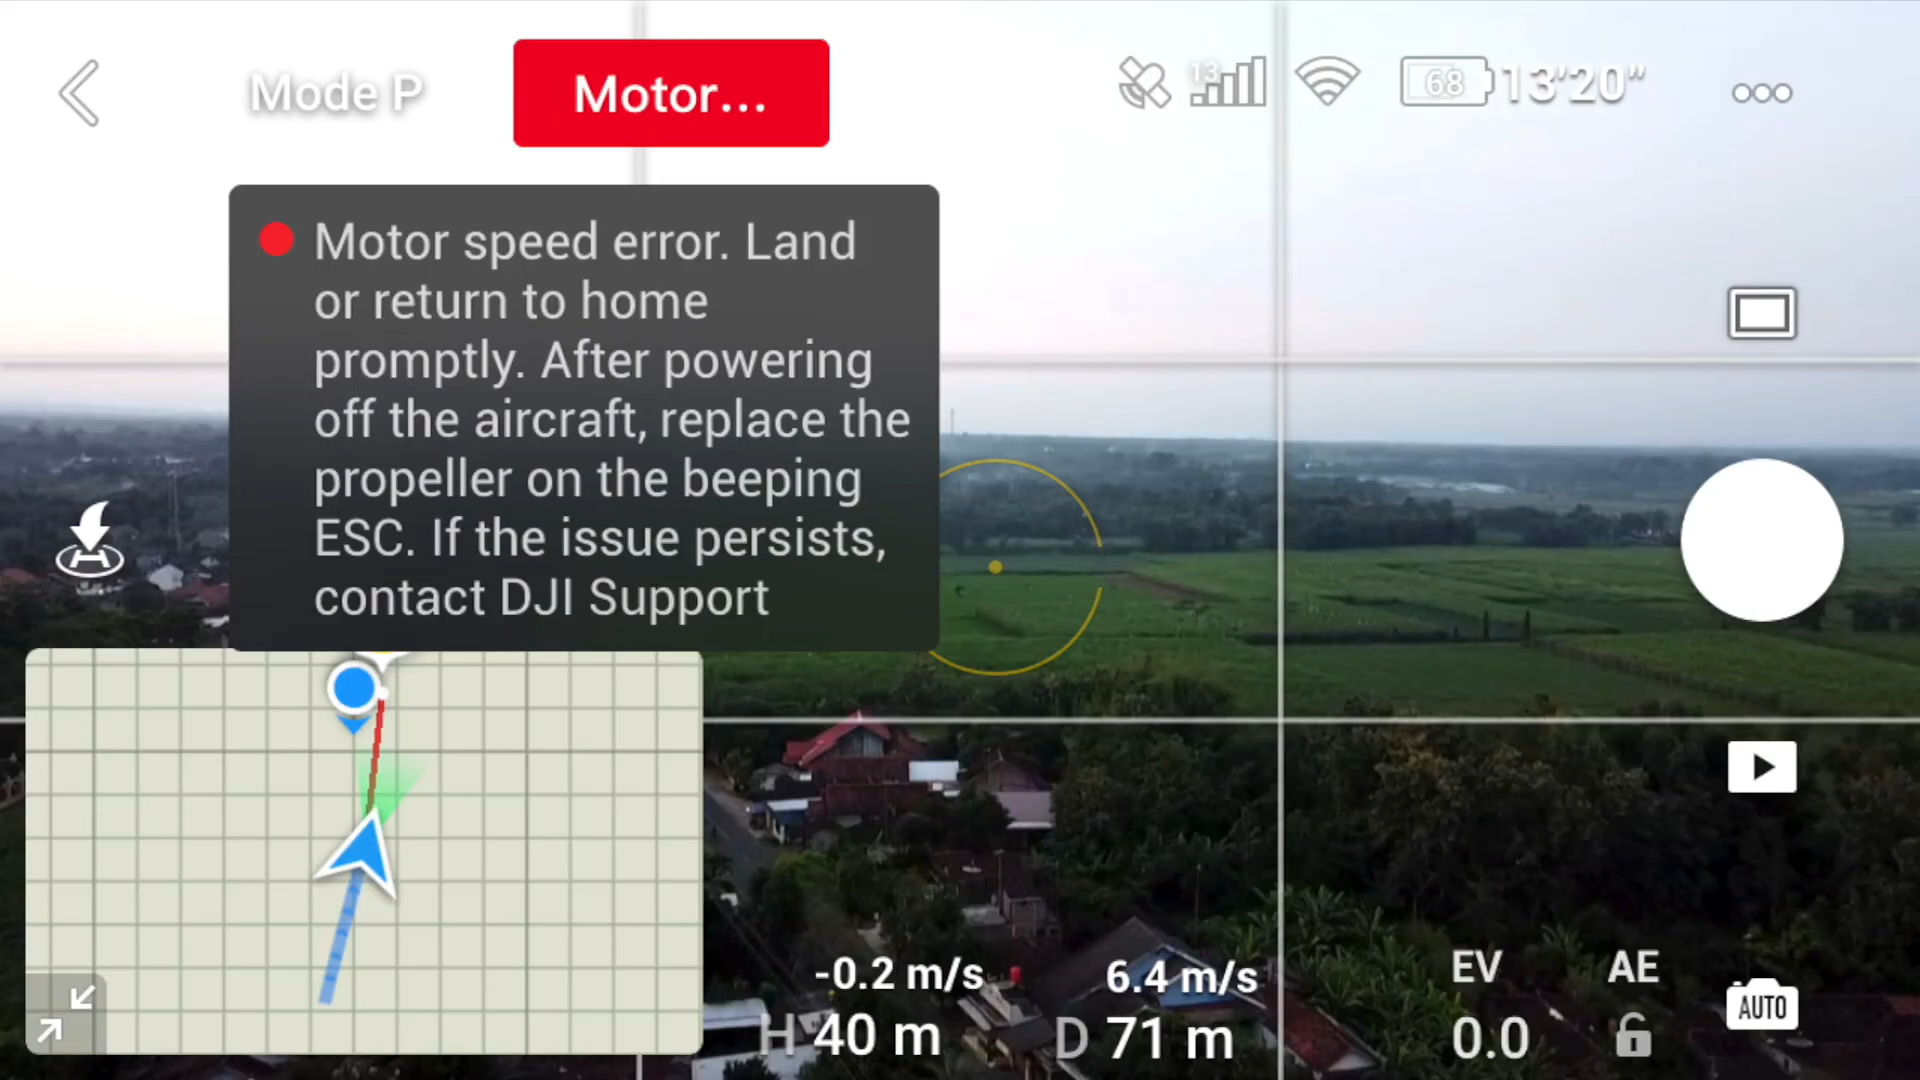 Mode P
Motor...
13
68
13'20"
Motor speed error. Land
or return to home
promptly. After powering
off the aircraft, replace the
propeller on the beeping
ESC. If the issue persists,
contact DJI Support
-0.2 m/s
6.4 m/s
H 40 m
D 71 m
EV
AE
0.0
AUTO